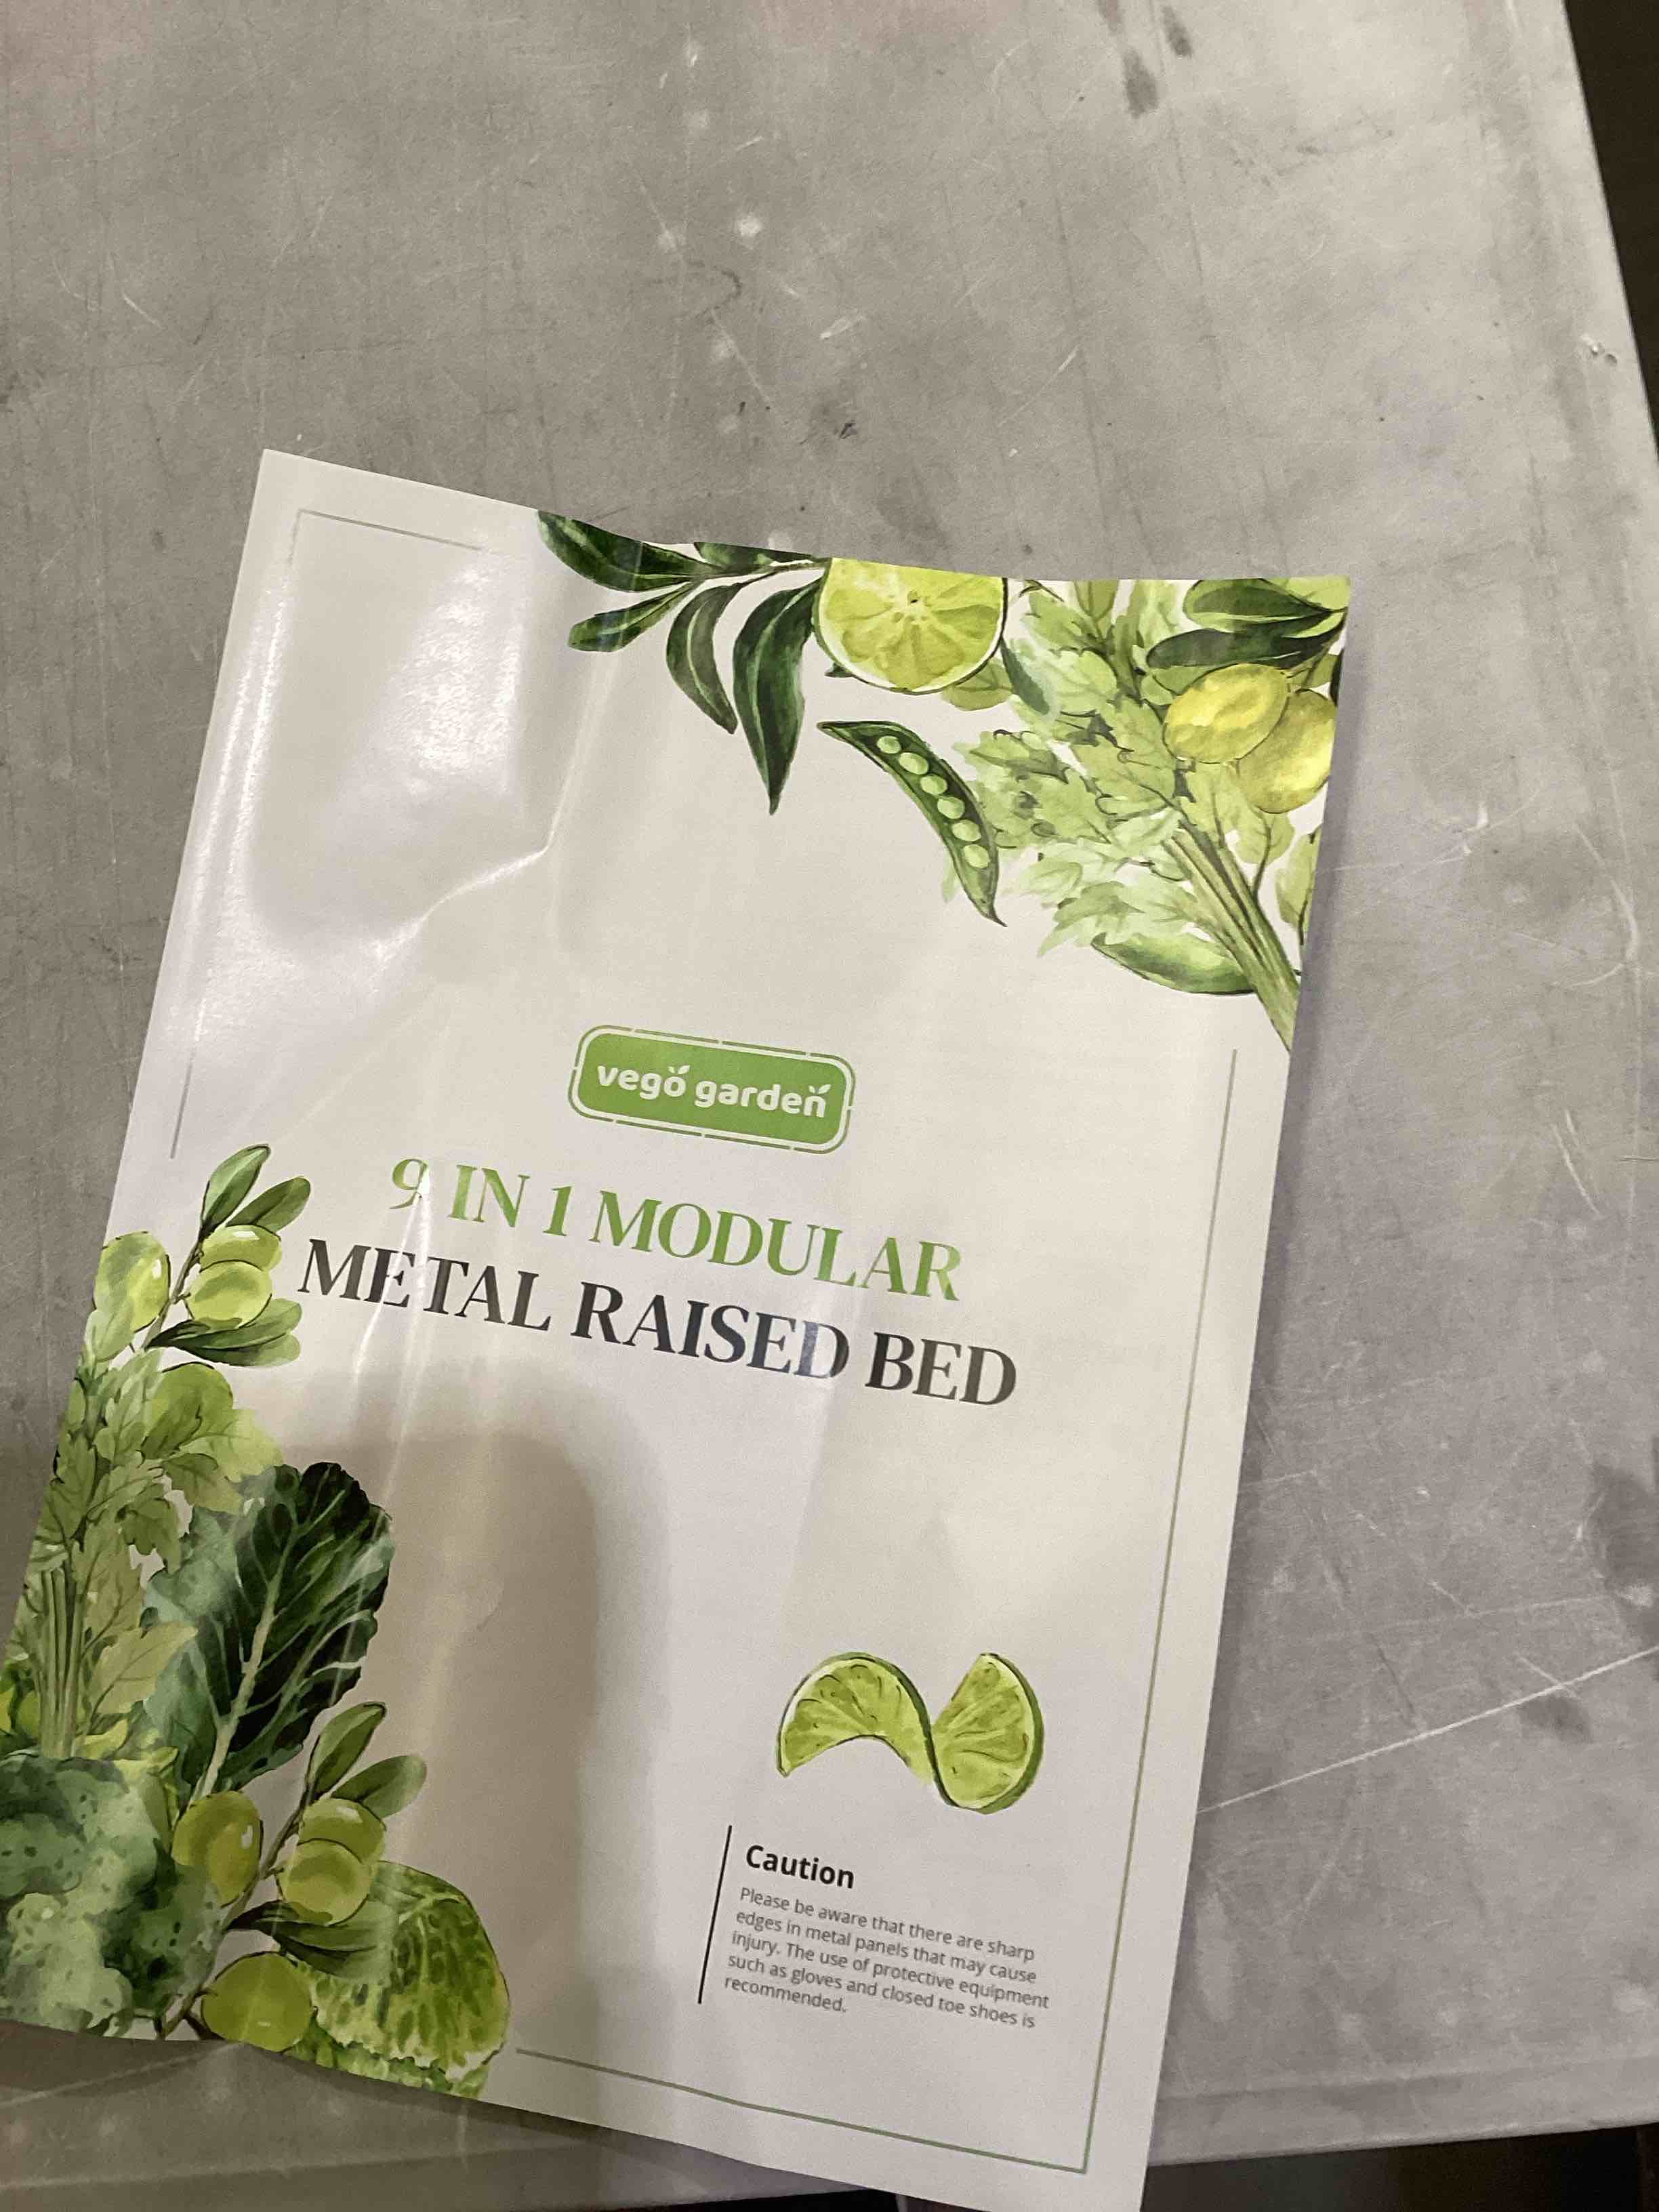 vego garden
9 IN 1 MODULAR
METAL RAISED BED
Caution
Please be aware that there are sharp
edges in metal panels that may cause
injury. The use of protective equipment
such as gloves and closed toe shoes is
recommended.